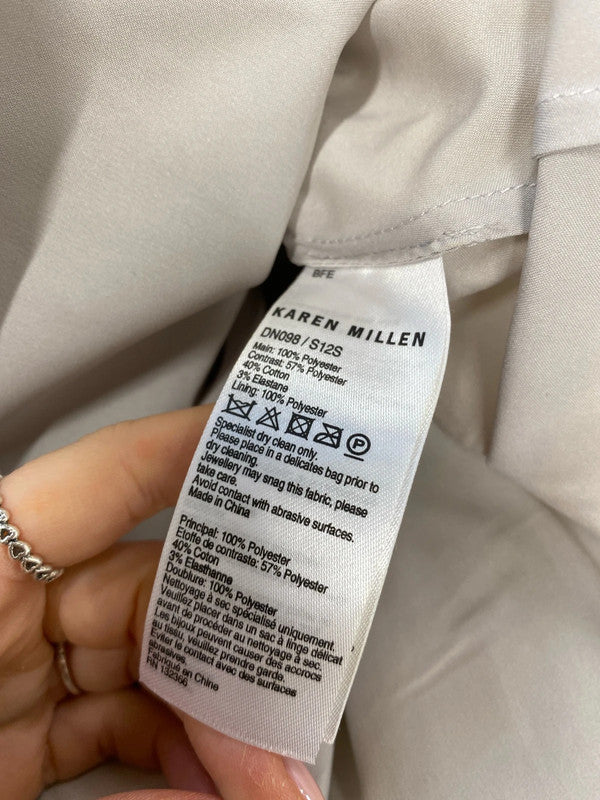 BFE
KAREN MILLEN
DN098 / S12S
Main: 100% Polyester
Contrast: 57% Polyester
40% Cotton
3% Elastane
Lining: 100% Polyester
P
Specialist dry clean only.
Please place in a delicates bag prior to
dry cleaning.
Jewellery may snag this fabric, please
take care.
Avoid contact with abrasive surfaces.
Made in China
Principal: 100% Polyester
Etoffe de contraste: 57% Polyester
40% Cotton
3% Elasthanne
Doublure: 100% Polyester
Nettoyage à sec spécialisé uniquement.
Veuillez placer dans un sac à linge délicat
avant de procéder au nettoyage à sec.
Les bijoux peuvent causer des accrocs
au tissu, veuillez prendre garde.
Eviter le contact avec des surfaces
abrasives.
Fabriqué en Chine
RN 132366